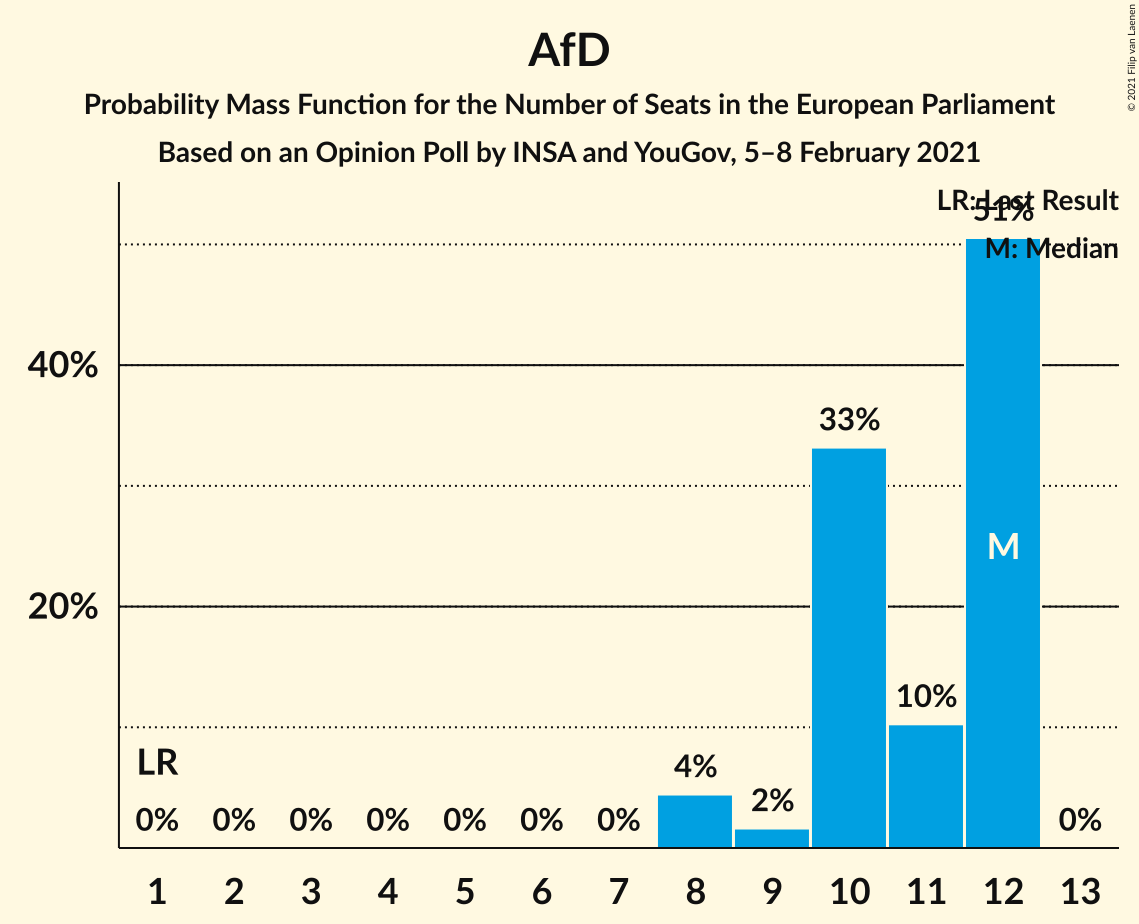 AfD
Probability Mass Function for the Number of Seats in the European Parliament
Based on an Opinion Poll by INSA and YouGov, 5–8 February 2021
© 2021 Filip van Laenen
LR: Last Result
M: Median
51%
40%
33%
M
20%
10%
LR
4%
2%
0% 0% 0% 0% 0% 0% 0% 0%
1 2 3 4 5 6 7 8 9 10 11 12 13